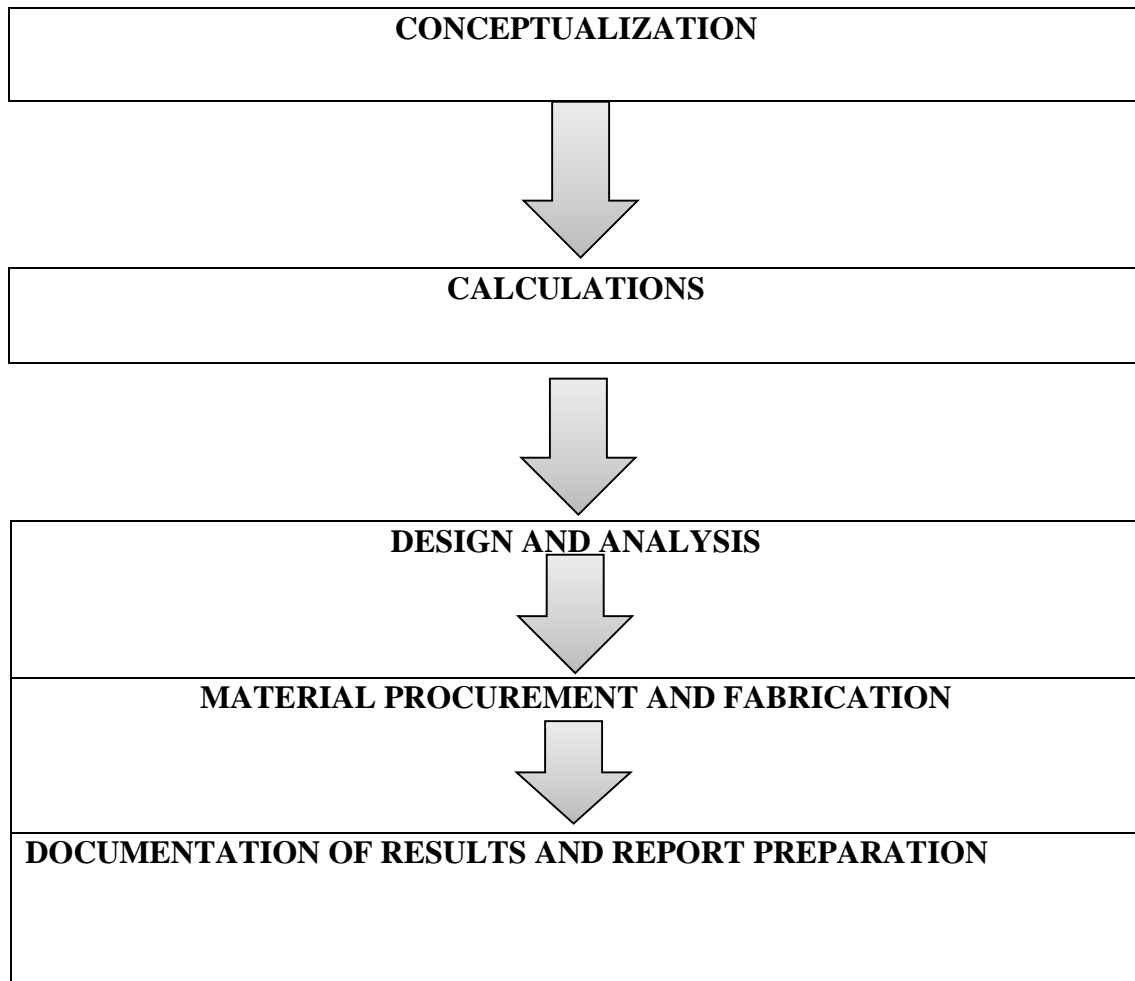 CONCEPTUALIZATION
CALCULATIONS
DESIGN AND ANALYSIS
MATERIAL PROCUREMENT AND FABRICATION
DOCUMENTATION OF RESULTS AND REPORT PREPARATION